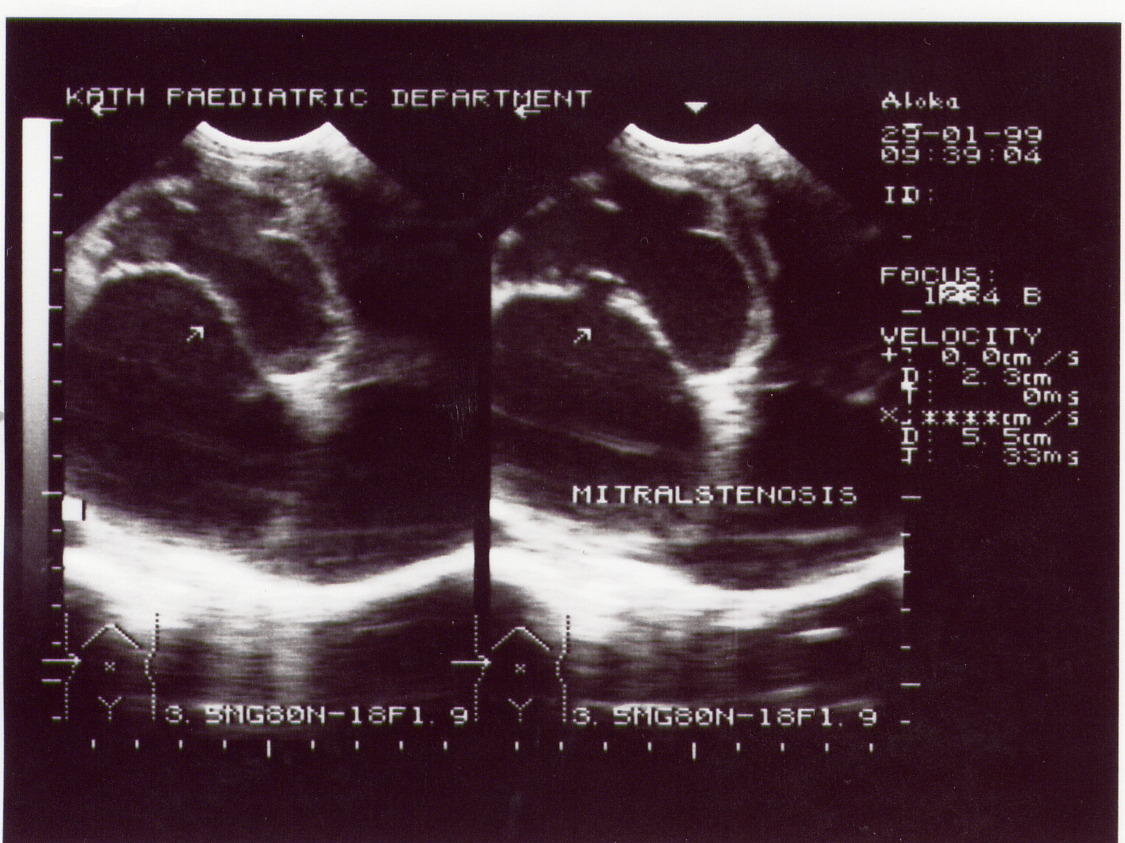 KATH PAEDIATRIC DEPARTMENT
Aloka
29-01-99
09:39:04
ID:
FOCUS:
B
VELOCITY
+: 0. 0cm/s
D: 2. 3cm
T: 0ms
×:****cm/s
D: 5. 5cm
T: 33ms
MITRALSTENOSIS
3. 5MG80N-18F1. 9
3. 5MG80N-18F1. 9